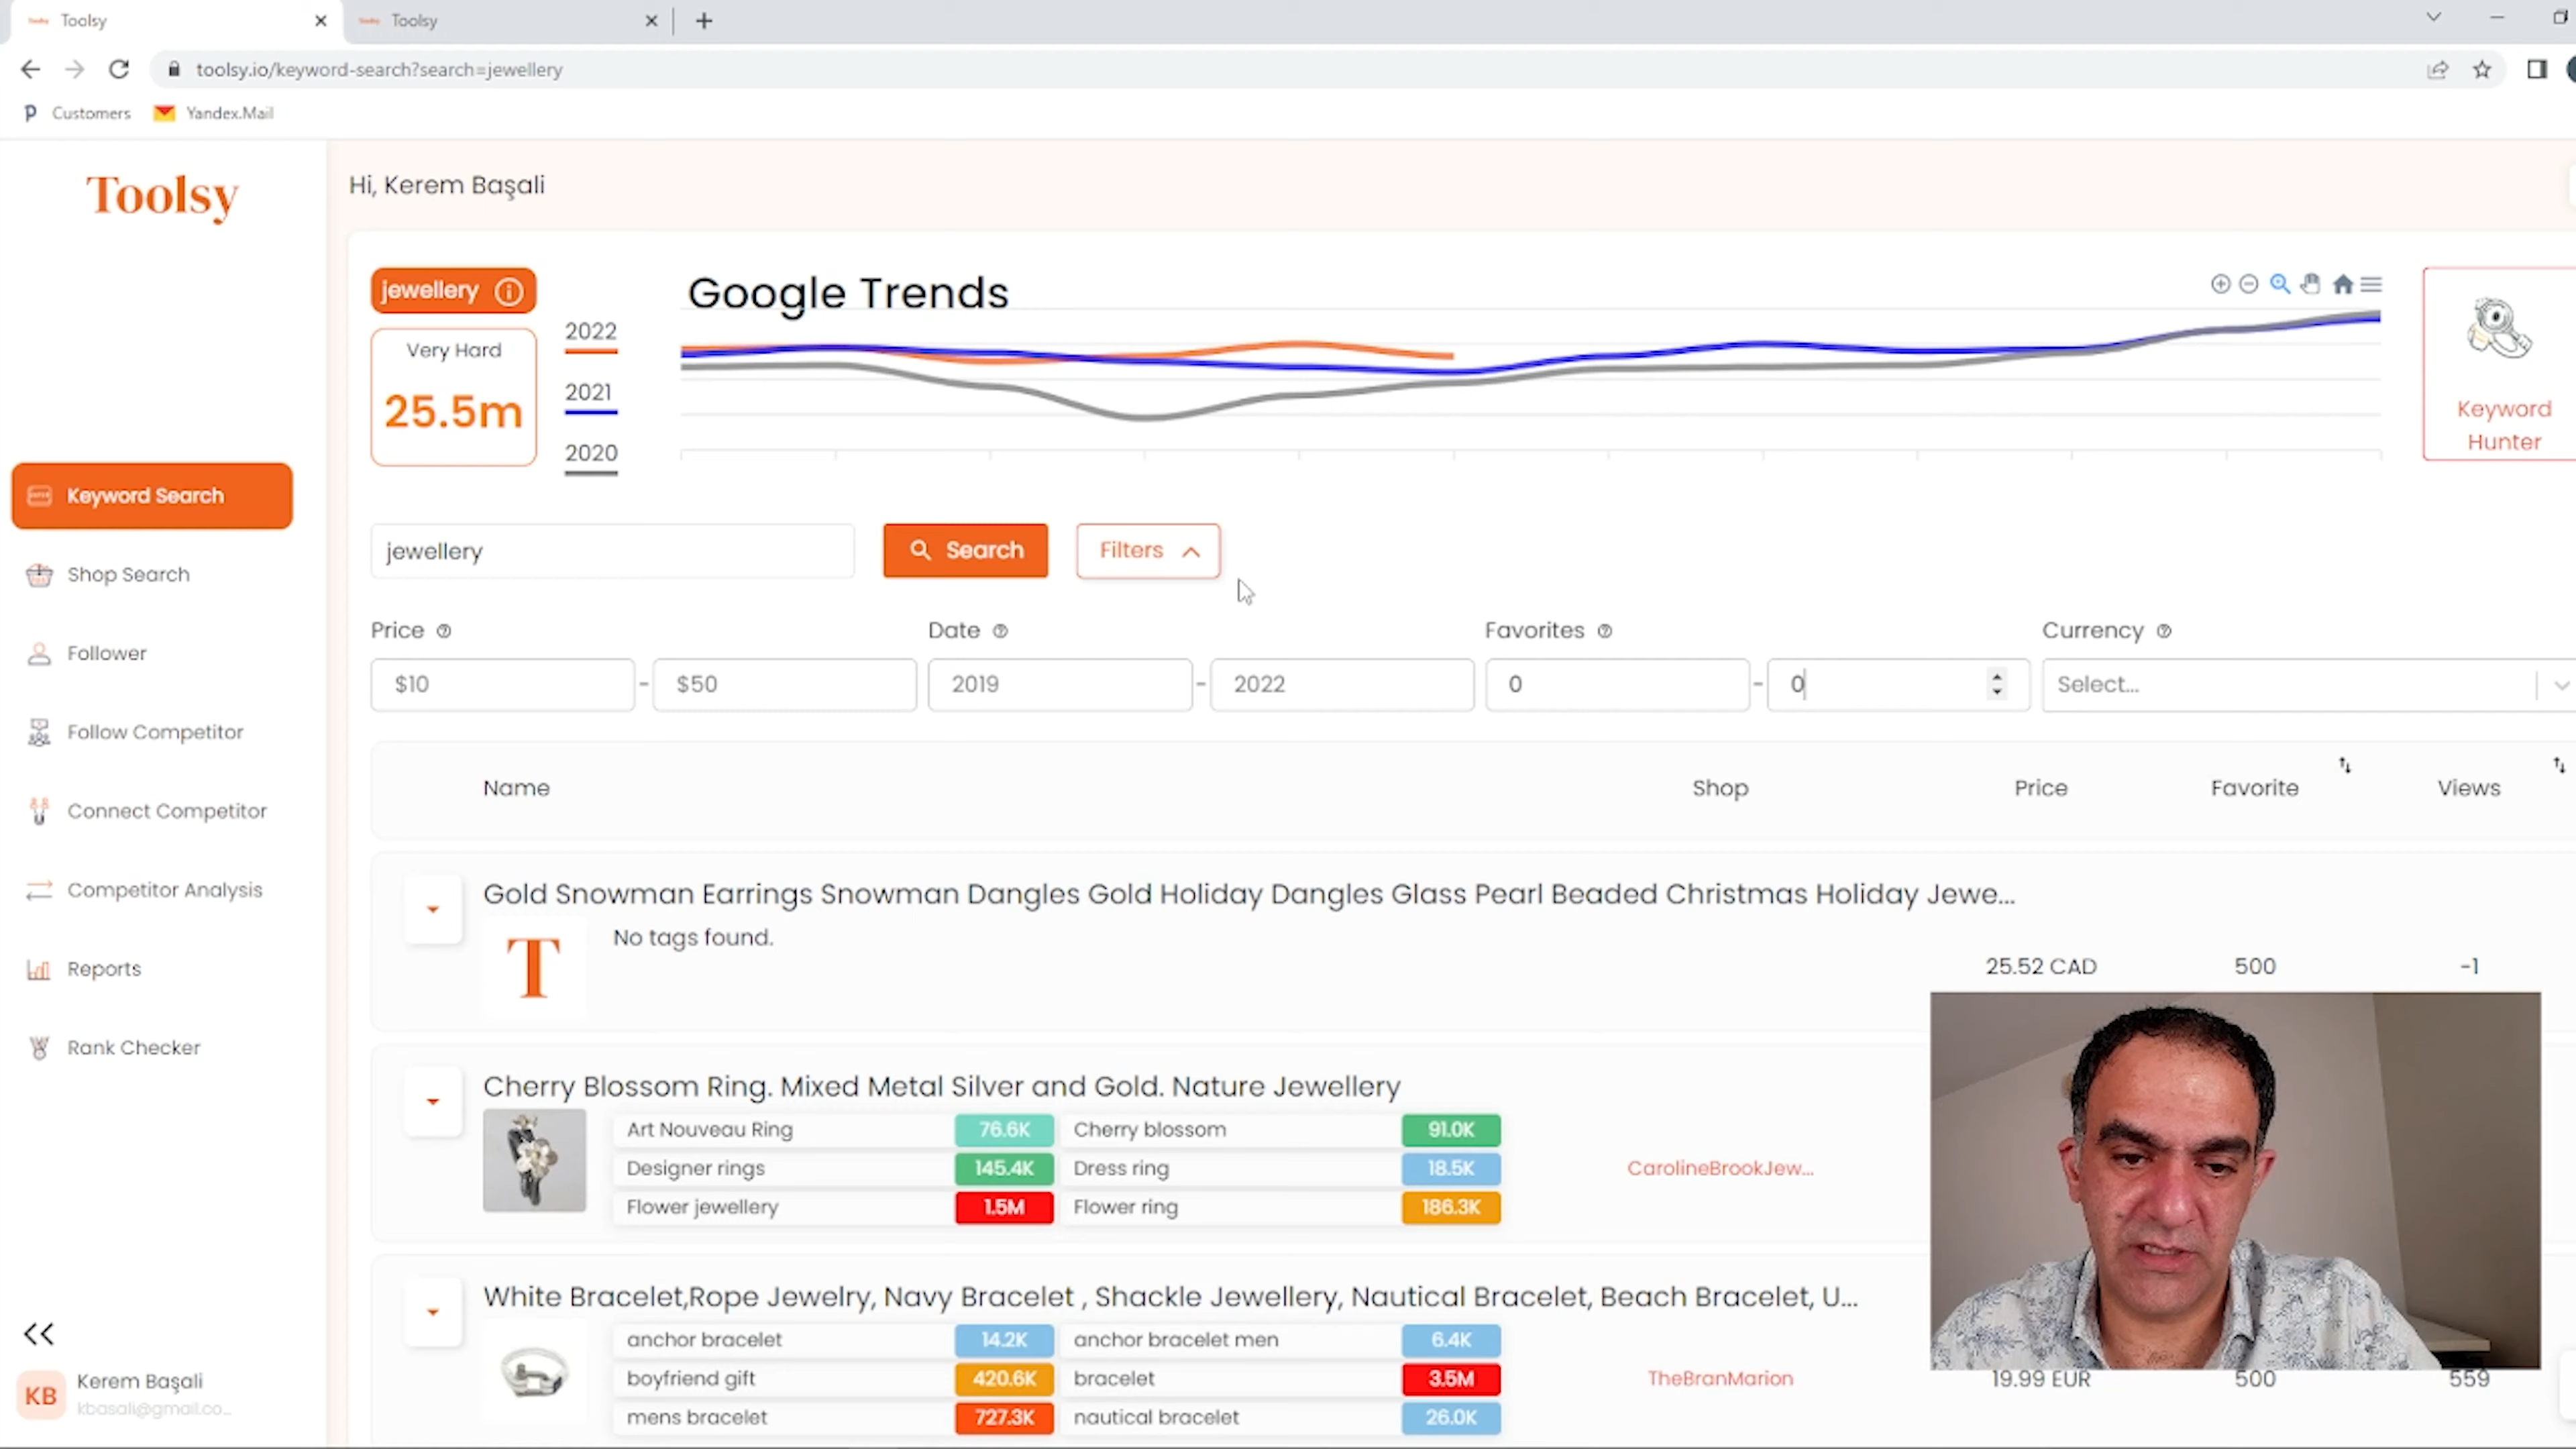 Toolsy
Toolsy
toolsy.io/keyword-search?search=jewellery
Customers
Yandex.Mail
Toolsy
Hi, Kerem Başali
jewellery
Very Hard
25.5m
2022
2021
2020
Google Trends
Keyword
Hunter
Keyword Search
Shop Search
Follower
Follow Competitor
Connect Competitor
Competitor Analysis
Reports
Rank Checker
KB
Kerem Başali
kbasali@gmail.co...
jewellery
Search
Filters
Price
Date
Favorites
Currency
$10 - $50
2019 - 2022
0 - 0
Select...
Name
Shop
Price
Favorite
Views
Gold Snowman Earrings Snowman Dangles Gold Holiday Dangles Glass Pearl Beaded Christmas Holiday Jewe...
T
No tags found.
25.52 CAD
500
-1
Cherry Blossom Ring. Mixed Metal Silver and Gold. Nature Jewellery
Art Nouveau Ring 76.6K Cherry blossom 91.0K
Designer rings 145.4K Dress ring 18.5K
Flower jewellery 1.5M Flower ring 186.3K
CarolineBrookJew...
White Bracelet,Rope Jewelry, Navy Bracelet , Shackle Jewellery, Nautical Bracelet, Beach Bracelet, U...
anchor bracelet 14.2K anchor bracelet men 6.4K
boyfriend gift 420.6K bracelet 3.5M
mens bracelet 727.3K nautical bracelet 26.0K
TheBranMarion
19.99 EUR
500
559